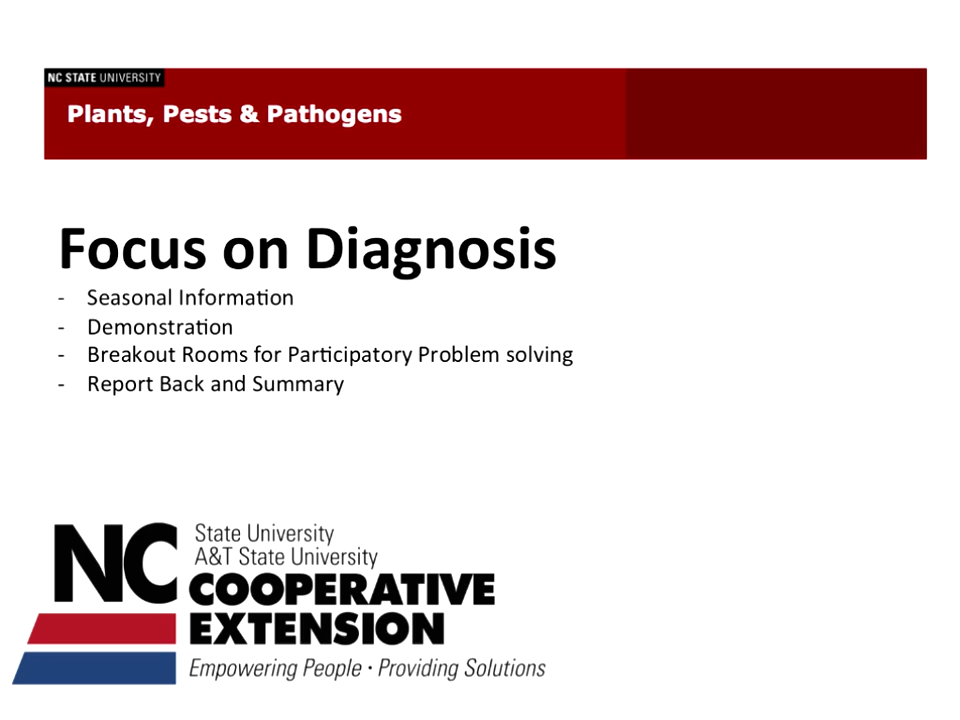 NC STATE UNIVERSITY
Plants, Pests & Pathogens
Focus on Diagnosis
- Seasonal Information
- Demonstration
- Breakout Rooms for Participatory Problem solving
- Report Back and Summary
NC
State University
A&T State University
COOPERATIVE
EXTENSION
Empowering People · Providing Solutions